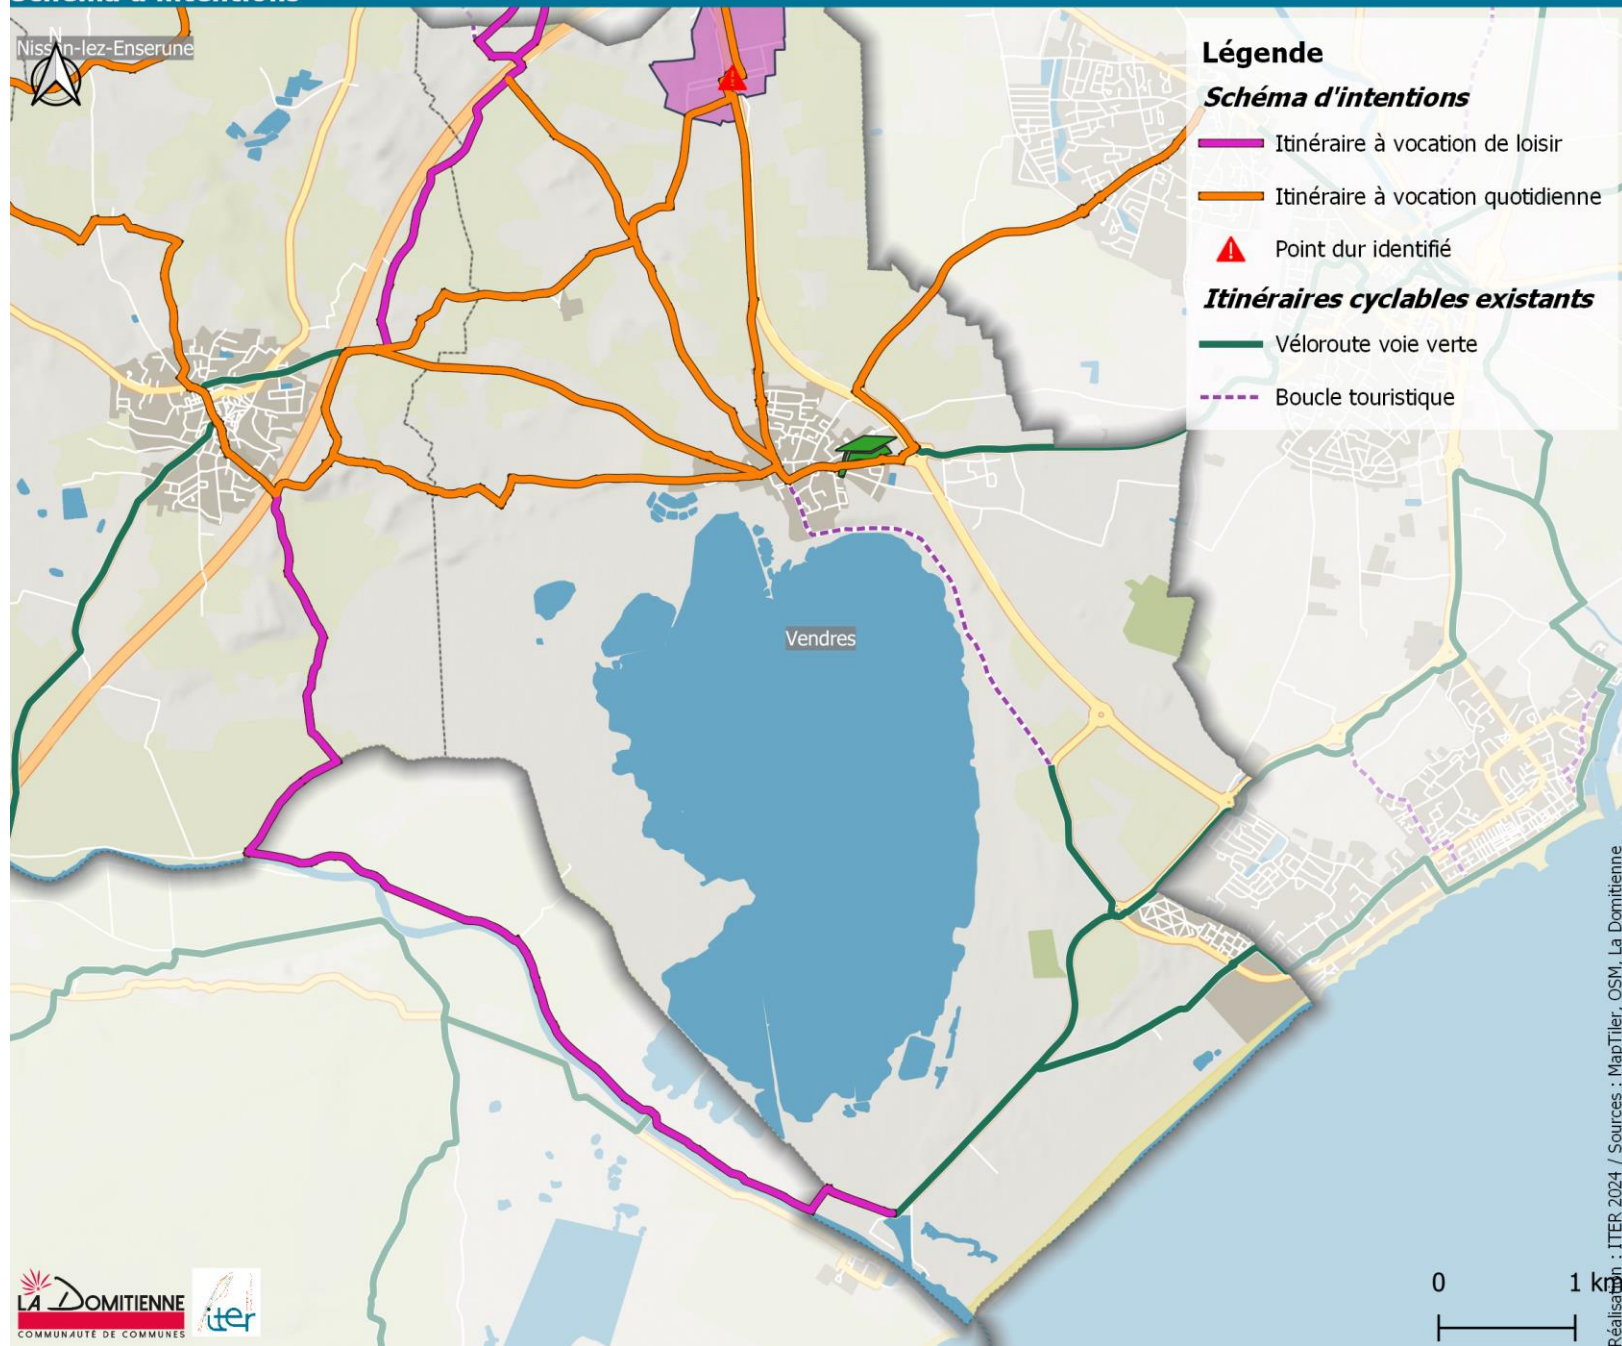 Schéma d'intentions
Nissan-lez-Enserune
N
Légende
Schéma d'intentions
Itinéraire à vocation de loisir
Itinéraire à vocation quotidienne
Point dur identifié
Itinéraires cyclables existants
Véloroute voie verte
Boucle touristique
Vendres
LA DOMITIENNE
COMMUNAUTÉ DE COMMUNES
iter
0 1 km
Réalisation : ITER 2024 / Sources : MapTiler, OSM, La Domitienne